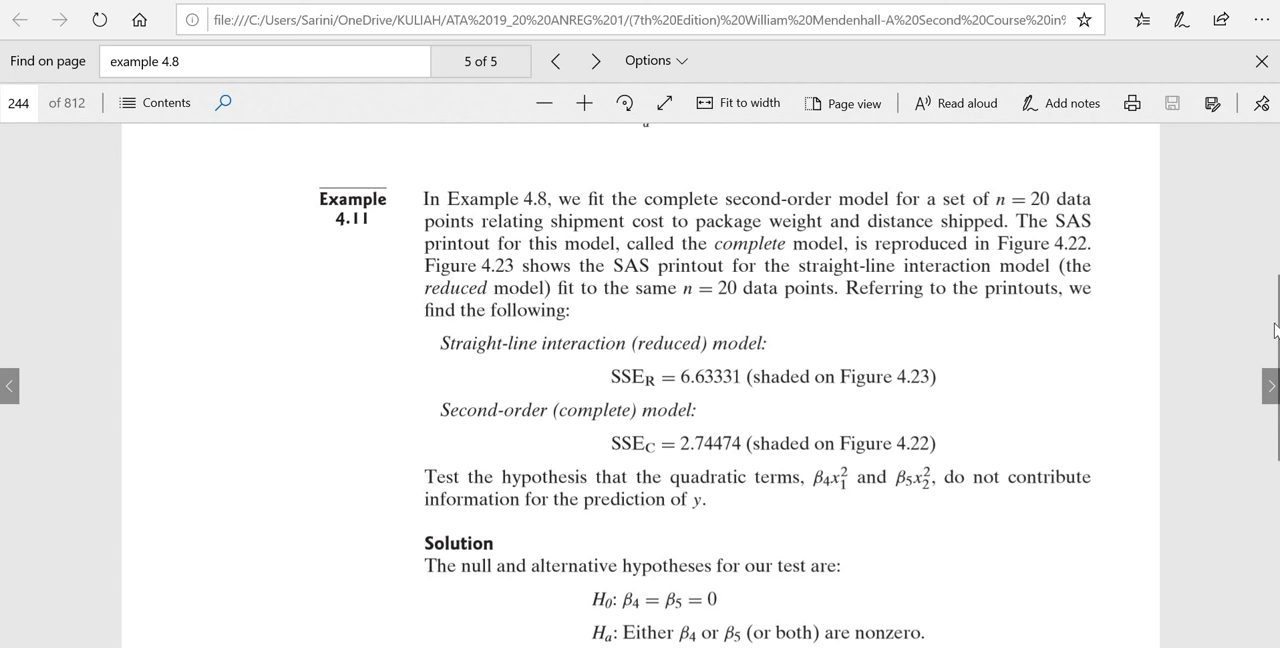 file:///C:/Users/Sarini/OneDrive/KULIAH/ATA%2019_20%20ANREG%201/(7th%20Edition)%20William%20Mendenhall-A%20Second%20Course%20in%
Find on page
example 4.8
5 of 5
Options
244
of 812
Contents
Fit to width
Page view
Read aloud
Add notes
Example
4.11
In Example 4.8, we fit the complete second-order model for a set of n = 20 data
points relating shipment cost to package weight and distance shipped. The SAS
printout for this model, called the complete model, is reproduced in Figure 4.22.
Figure 4.23 shows the SAS printout for the straight-line interaction model (the
reduced model) fit to the same n = 20 data points. Referring to the printouts, we
find the following:
Straight-line interaction (reduced) model:
SSE_R = 6.63331 (shaded on Figure 4.23)
Second-order (complete) model:
SSE_C = 2.74474 (shaded on Figure 4.22)
Test the hypothesis that the quadratic terms, β₄x₁² and β₅x₂², do not contribute
information for the prediction of y.
Solution
The null and alternative hypotheses for our test are:
H₀: β₄ = β₅ = 0
Hₐ: Either β₄ or β₅ (or both) are nonzero.